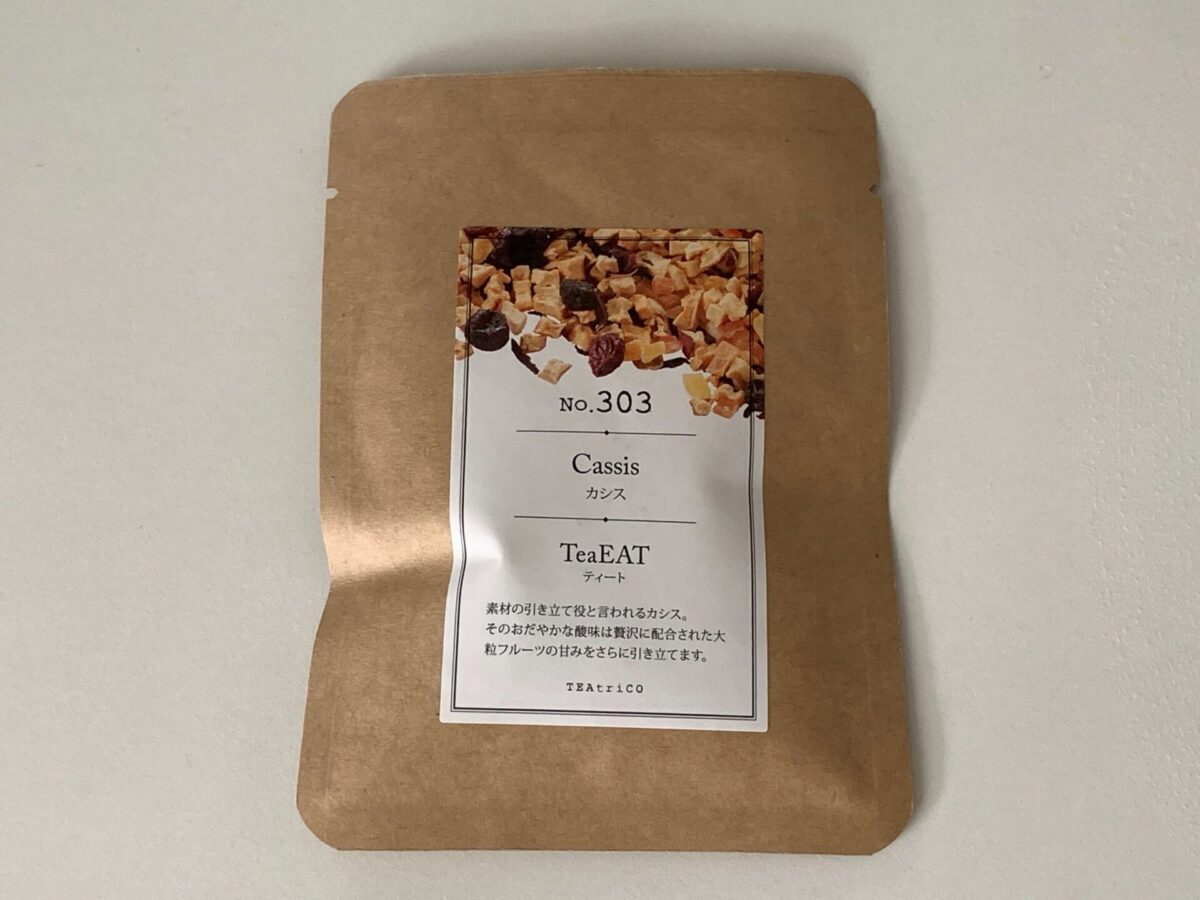 No.303
Cassis
カシス
TeaEAT
ティート
素材の引き立て役と言われるカシス。
そのおだやかな酸味は贅沢に配合された大
粒フルーツの甘みをさらに引き立てます。
TEAtriCO